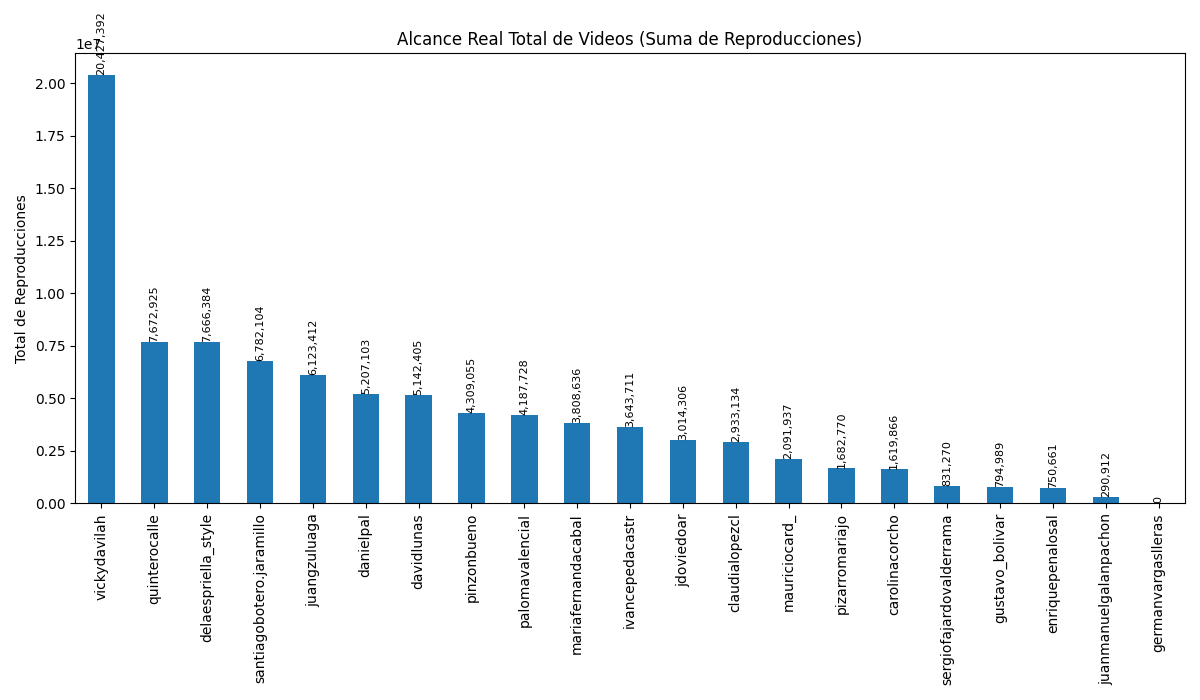 Alcance Real Total de Videos (Suma de Reproducciones)
1e7
Total de Reproducciones
2.00
1.75
1.50
1.25
1.00
0.75
0.50
0.25
0.00
20,427,392
7,672,925
7,666,384
6,782,104
6,123,412
5,207,103
5,142,405
4,309,055
4,187,728
3,808,636
3,643,711
3,014,306
2,933,134
2,091,937
1,682,770
1,619,866
831,270
794,989
750,661
290,912
0
vickydavilah
quinterocalle
delaespriella_style
santiagobotero.jaramillo
juangzuluaga
danielpal
davidlunas
pinzonbueno
palomavalencial
mariafernandacabal
ivancepedacastr
jdoviedoar
claudialopezcl
mauriciocard_
pizarromariajo
carolinacorcho
sergiofajardovalderrama
gustavo_bolivar
enriquepenalosal
juanmanuelgalanpachon
germanvargaslleras